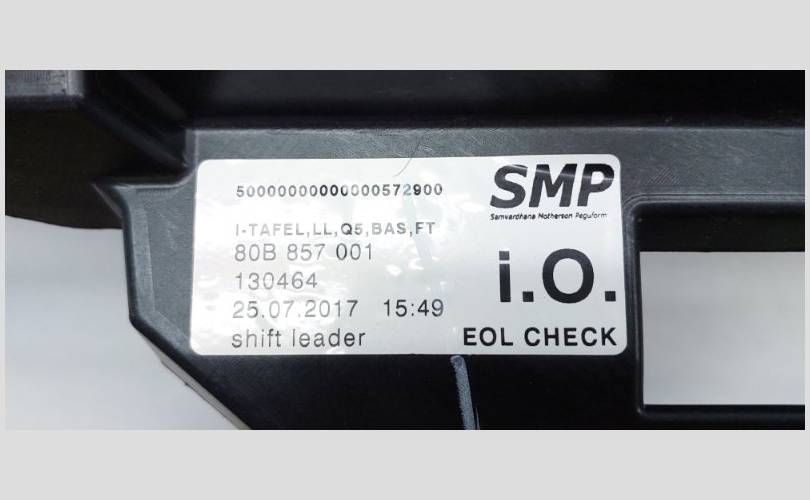 50000000000000572900
SMP
Samvardhana Motherson Peguform
I-TAFEL,LL,Q5,BAS,FT
80B 857 001
130464
i.O.
25.07.2017 15:49
shift leader
EOL CHECK